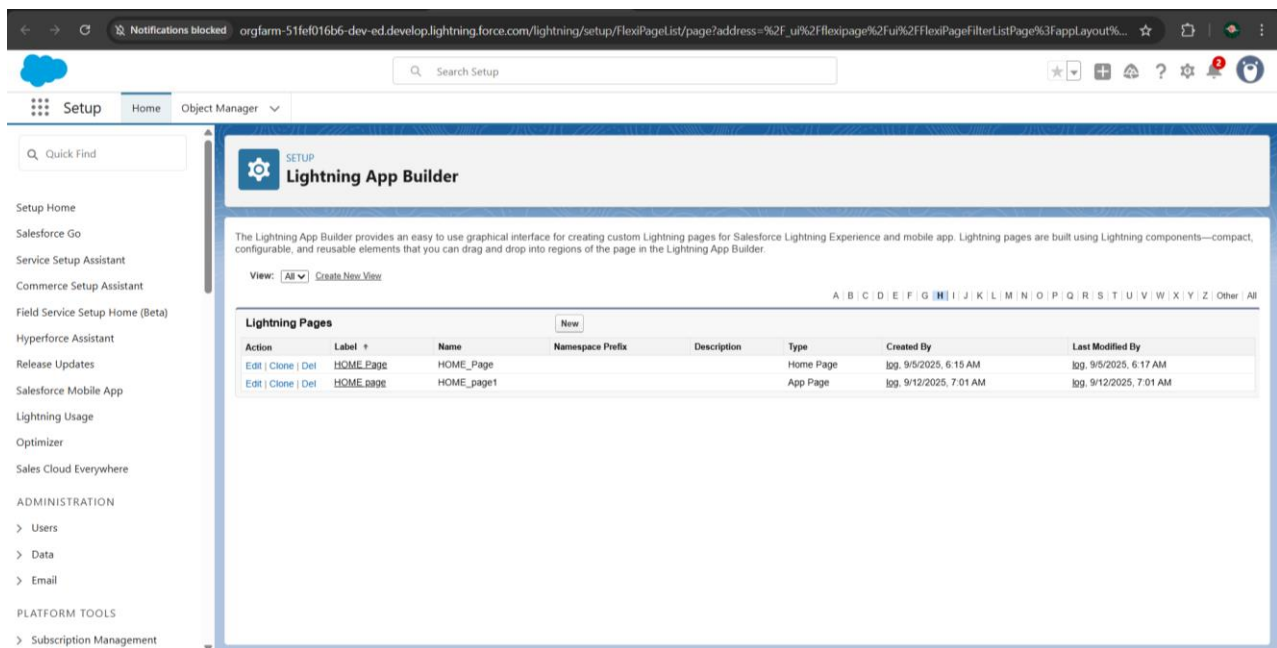 Notifications blocked orgfarm-51fef016b6-dev-ed.develop.lightning.force.com/lightning/setup/FlexiPageList/page?address=%2F_ui%2Fflexipage%2Fui%2FFlexiPageFilterListPage%3FappLayout%...
Search Setup
2
Setup Home Object Manager
Quick Find
Setup Home
Salesforce Go
Service Setup Assistant
Commerce Setup Assistant
Field Service Setup Home (Beta)
Hyperforce Assistant
Release Updates
Salesforce Mobile App
Lightning Usage
Optimizer
Sales Cloud Everywhere
ADMINISTRATION
Users
Data
Email
PLATFORM TOOLS
Subscription Management
SETUP
Lightning App Builder
The Lightning App Builder provides an easy to use graphical interface for creating custom Lightning pages for Salesforce Lightning Experience and mobile app. Lightning pages are built using Lightning components—compact,
configurable, and reusable elements that you can drag and drop into regions of the page in the Lightning App Builder.
View: All Create New View
A | B | C | D | E | F | G | H | I | J | K | L | M | N | O | P | Q | R | S | T | U | V | W | X | Y | Z | Other | All
Lightning Pages New
Action Label ↑ Name Namespace Prefix Description Type Created By Last Modified By
Edit | Clone | Del HOME Page HOME_Page Home Page log, 9/5/2025, 6:15 AM log, 9/5/2025, 6:17 AM
Edit | Clone | Del HOME page HOME_page1 App Page log, 9/12/2025, 7:01 AM log, 9/12/2025, 7:01 AM